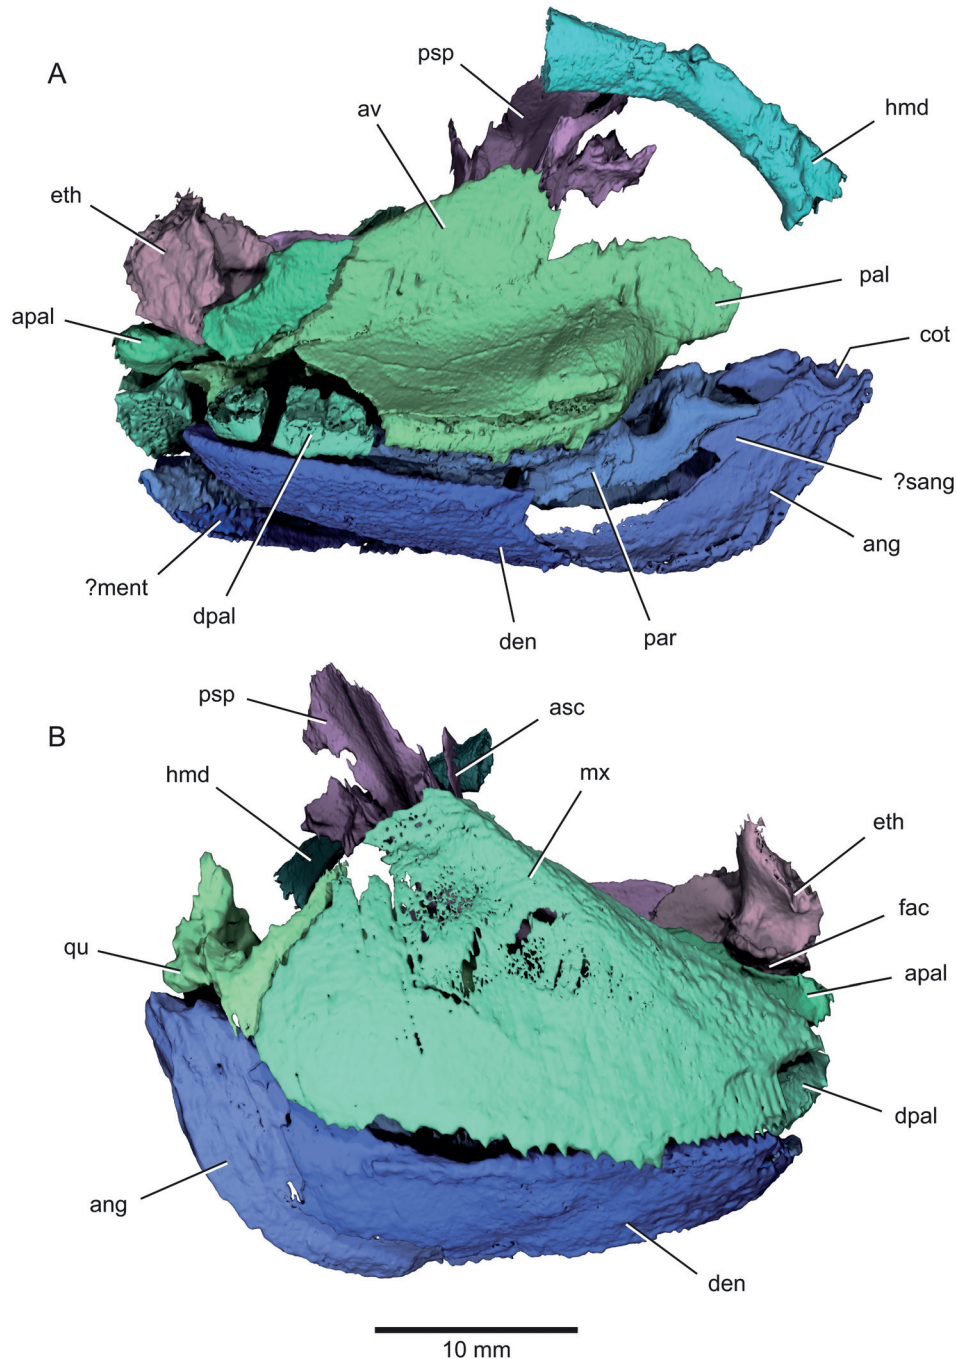 A
psp
av
hmd
eth
pal
apal
cot
?sang
ang
?ment
dpal
den
par
B
psp
asc
hmd
mx
eth
fac
qu
apal
dpal
ang
den
10 mm